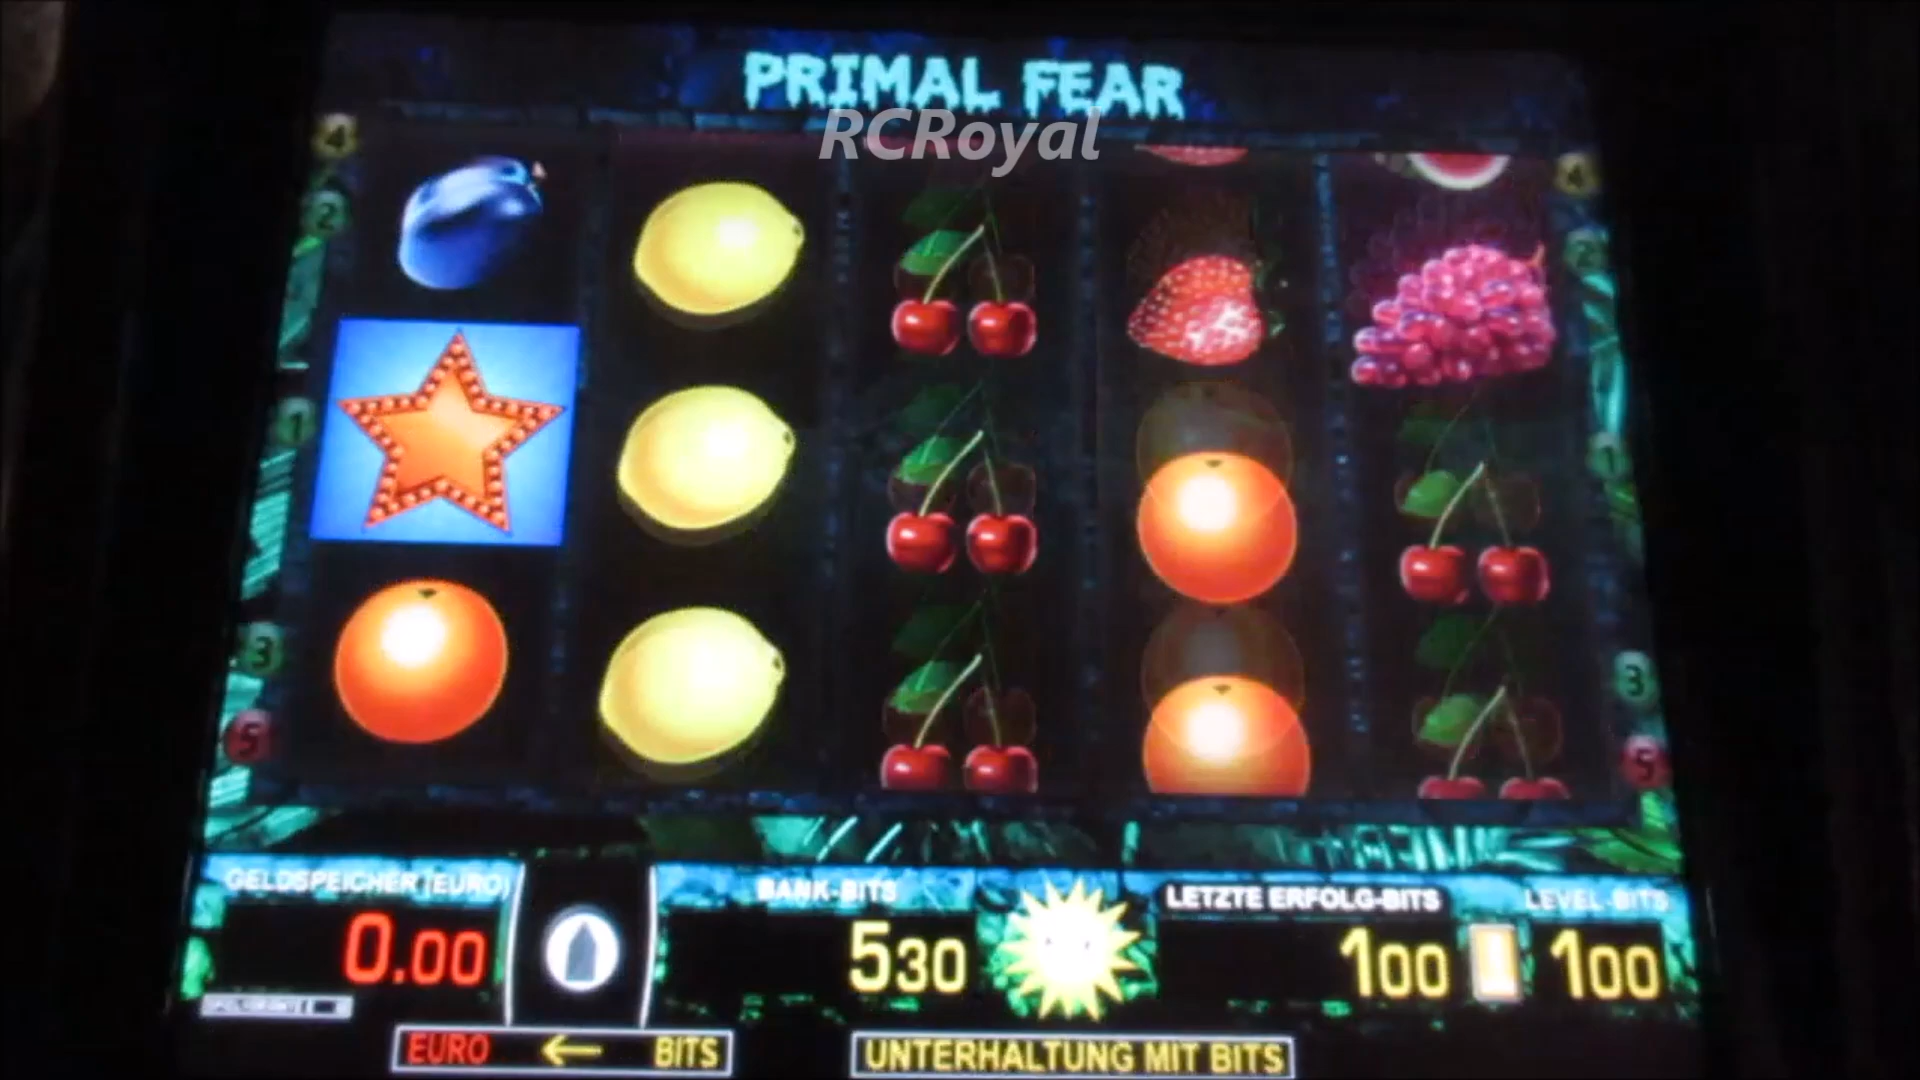 PRIMAL FEAR
RCRoyal
4 4
2 2
1 1
3 3
5 5
GELDSPEICHER (EURO) BANK-BITS LETZTE ERFOLG-BITS LEVEL-BITS
0.00 530 100 100
EURO ← BITS UNTERHALTUNG MIT BITS